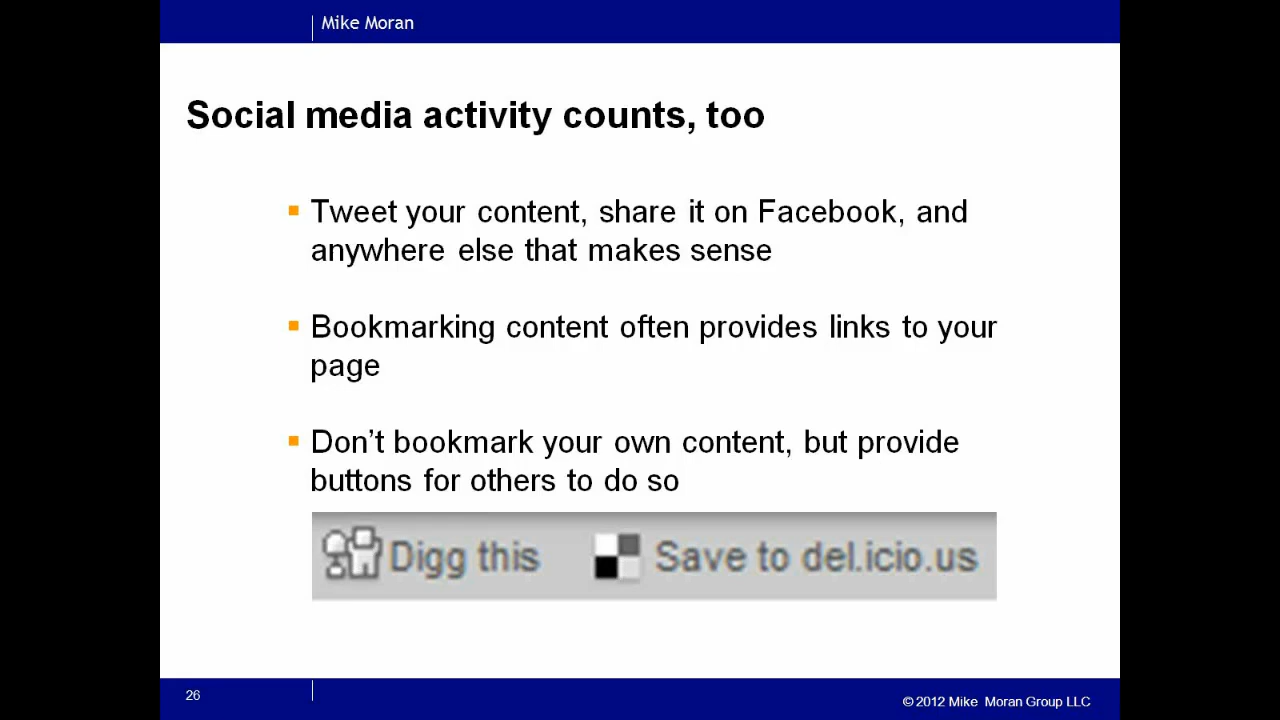 Mike Moran
Social media activity counts, too
Tweet your content, share it on Facebook, and
anywhere else that makes sense
Bookmarking content often provides links to your
page
Don’t bookmark your own content, but provide
buttons for others to do so
Digg this Save to del.icio.us
26
© 2012 Mike Moran Group LLC